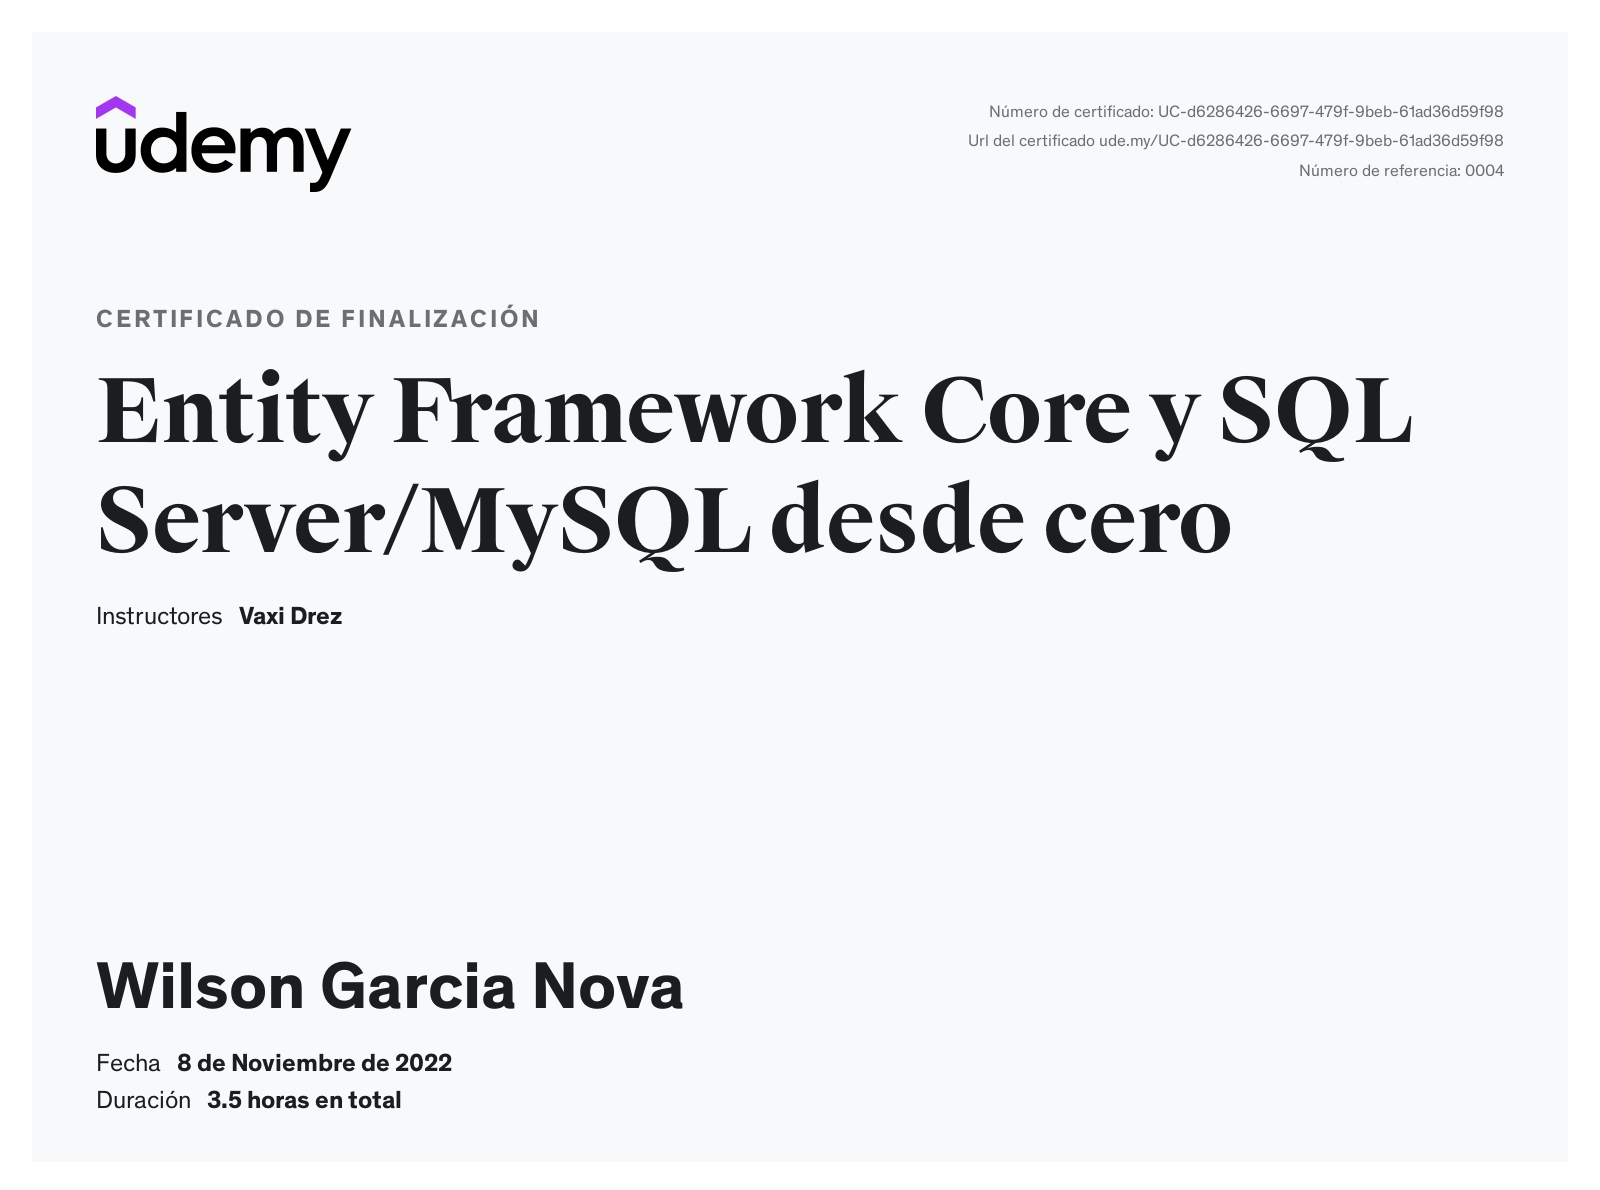 udemy
Número de certificado: UC-d6286426-6697-479f-9beb-61ad36d59f98
Url del certificado ude.my/UC-d6286426-6697-479f-9beb-61ad36d59f98
Número de referencia: 0004
CERTIFICADO DE FINALIZACIÓN
Entity Framework Core y SQL
Server/MySQL desde cero
Instructores Vaxi Drez
Wilson Garcia Nova
Fecha 8 de Noviembre de 2022
Duración 3.5 horas en total